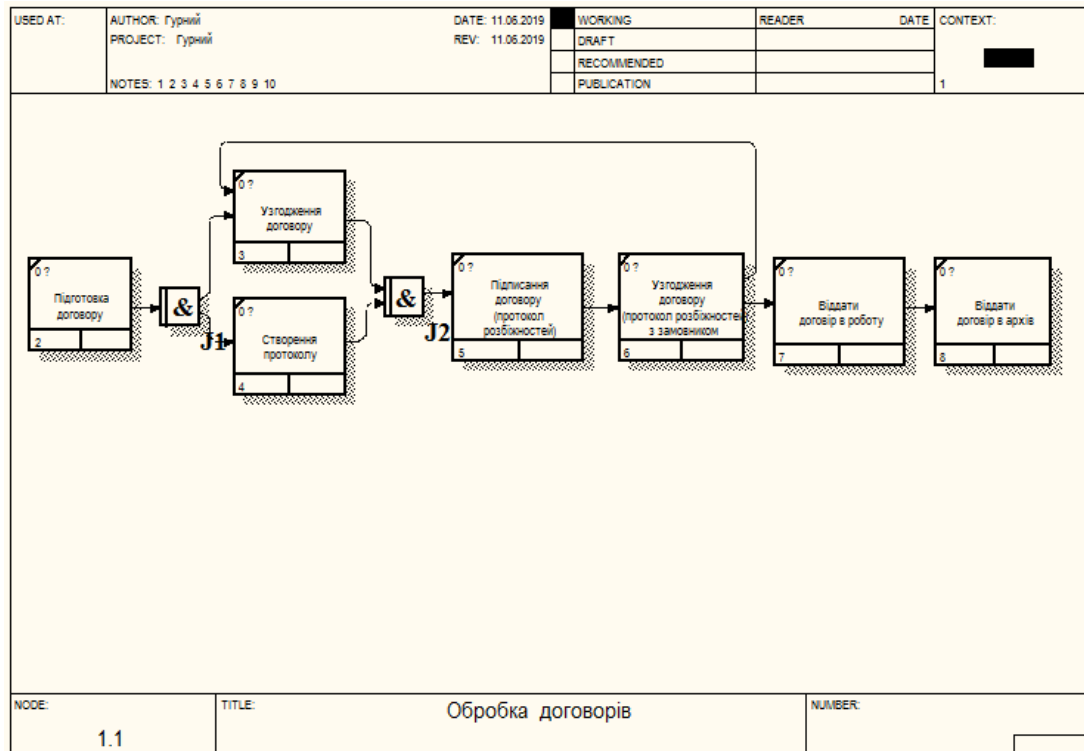 USED AT:
AUTHOR: Гурний
DATE: 11.06.2019
WORKING
READER
DATE
CONTEXT:
PROJECT: Гурний
REV: 11.06.2019
DRAFT
RECOMMENDED
NOTES: 1 2 3 4 5 6 7 8 9 10
PUBLICATION
1
0 ?
Підготовка
договору
2
&
J1
0 ?
Узгодження
договору
3
0 ?
Створення
протоколу
4
&
J2
0 ?
Підписання
договору
(протокол
розбіжностей)
5
0 ?
Узгодження
договору
(протокол розбіжностей
з замовником
6
0 ?
Віддати
договір в роботу
7
0 ?
Віддати
договір в архів
8
NODE:
1.1
TITLE:
Обробка договорів
NUMBER: